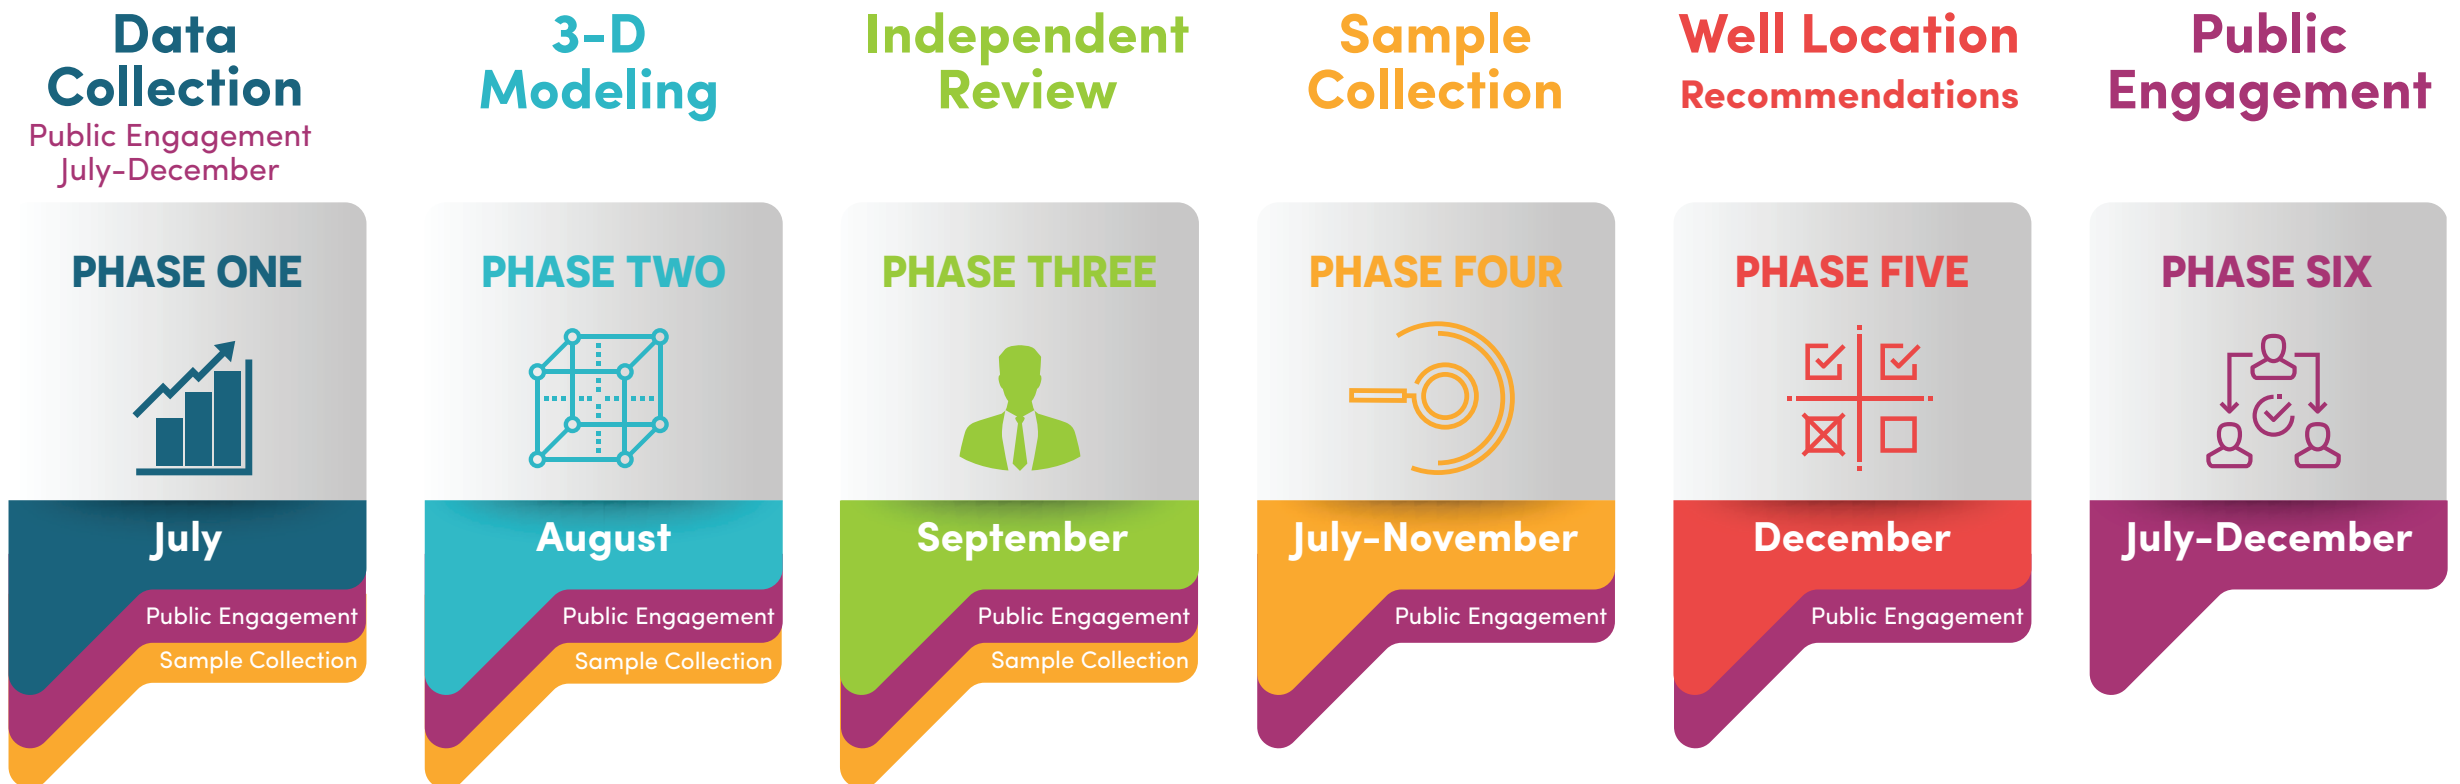 Data
Collection
Public Engagement
July-December
PHASE ONE
July
Public Engagement
Sample Collection
3-D
Modeling
PHASE TWO
August
Public Engagement
Sample Collection
Independent
Review
PHASE THREE
September
Public Engagement
Sample Collection
Sample
Collection
PHASE FOUR
July-November
Public Engagement
Well Location
Recommendations
PHASE FIVE
December
Public Engagement
Public
Engagement
PHASE SIX
July-December